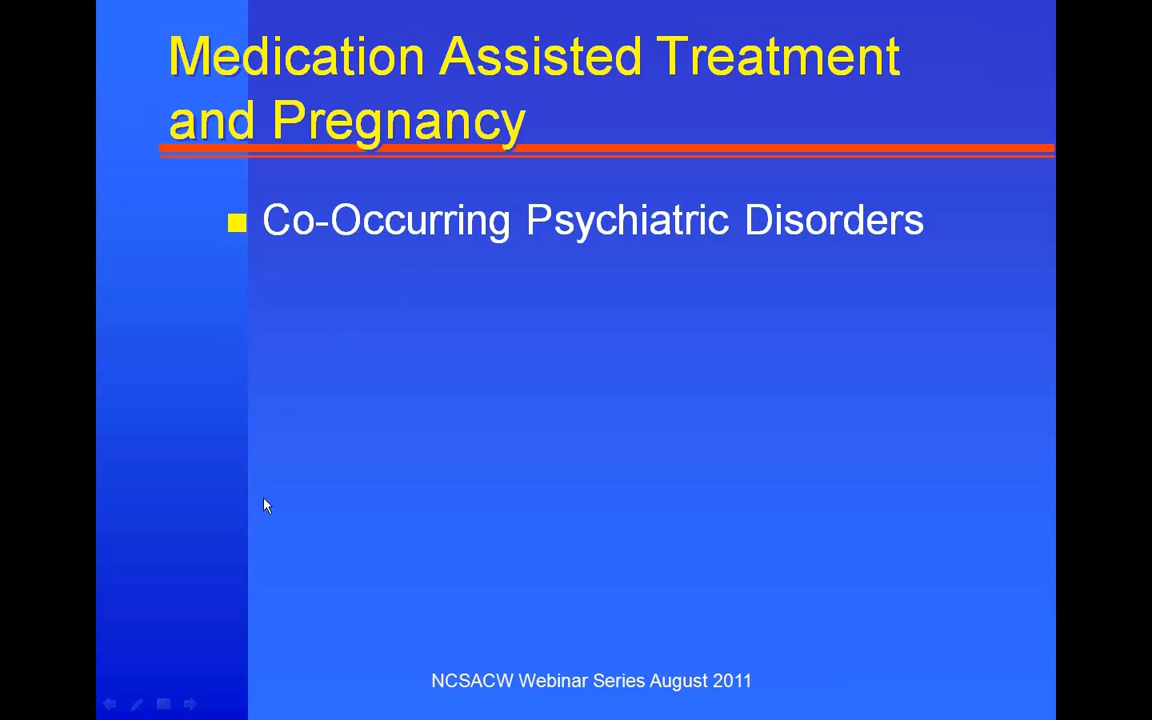 Medication Assisted Treatment
and Pregnancy
Co-Occurring Psychiatric Disorders
NCSACW Webinar Series August 2011